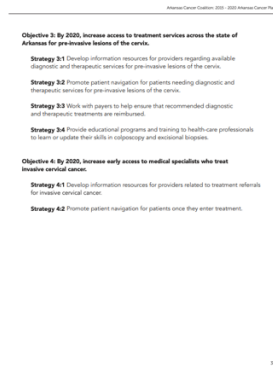 Arkansas Cancer Coalition: 2015 - 2020 Arkansas Cancer
Objective 3: By 2020, increase access to treatment services across the state of
Arkansas for pre-invasive lesions of the cervix.
Strategy 3:1 Develop information resources for providers regarding available
diagnostic and therapeutic services for pre-invasive lesions of the cervix.
Strategy 3:2 Promote patient navigation for patients needing diagnostic and
therapeutic services for pre-invasive lesions of the cervix.
Strategy 3:3 Work with payers to help ensure that recommended diagnostic
and therapeutic treatments are reimbursed.
Strategy 3:4 Provide educational programs and training to health-care professionals
to learn or update their skills in colposcopy and excisional biopsies.
Objective 4: By 2020, increase early access to medical specialists who treat
invasive cervical cancer.
Strategy 4:1 Develop information resources for providers related to treatment referrals
for invasive cervical cancer.
Strategy 4:2 Promote patient navigation for patients once they enter treatment.